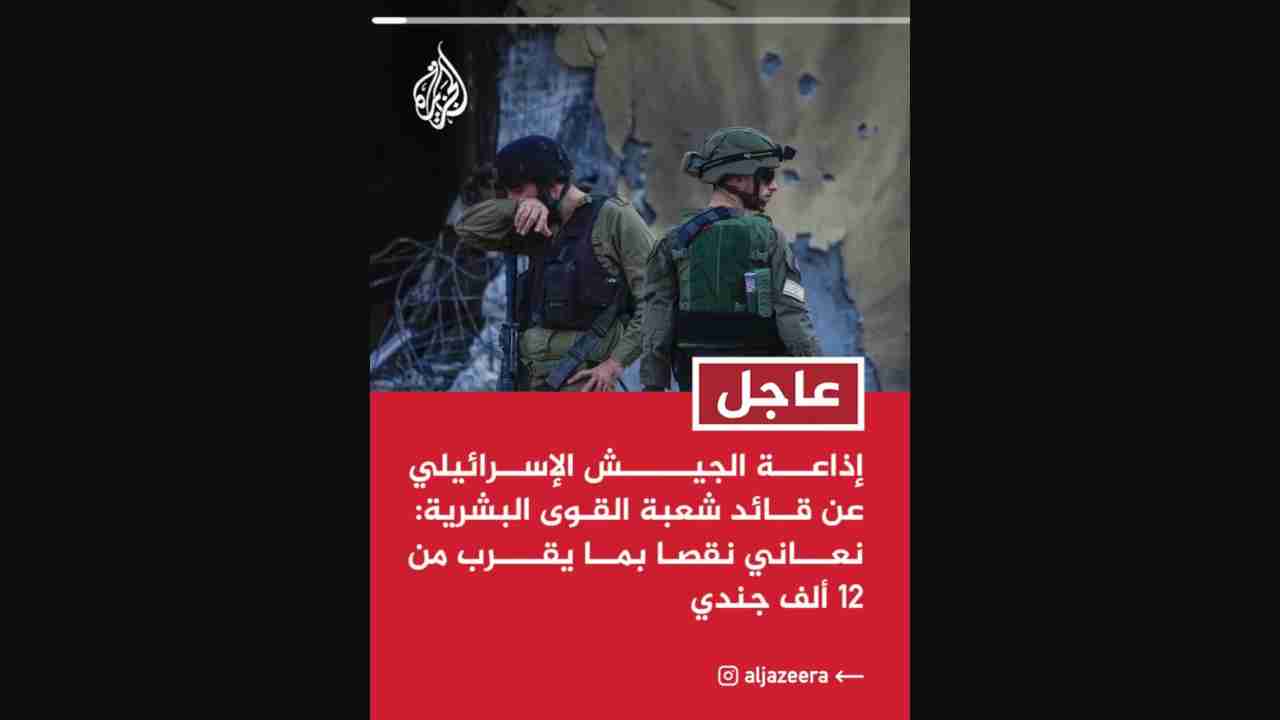 الجزيرة
عاجل
إذاعة الجيش الإسرائيلي
عن قائد شعبة القوى البشرية:
نعاني نقصا بما يقرب من
12 ألف جندي
aljazeera